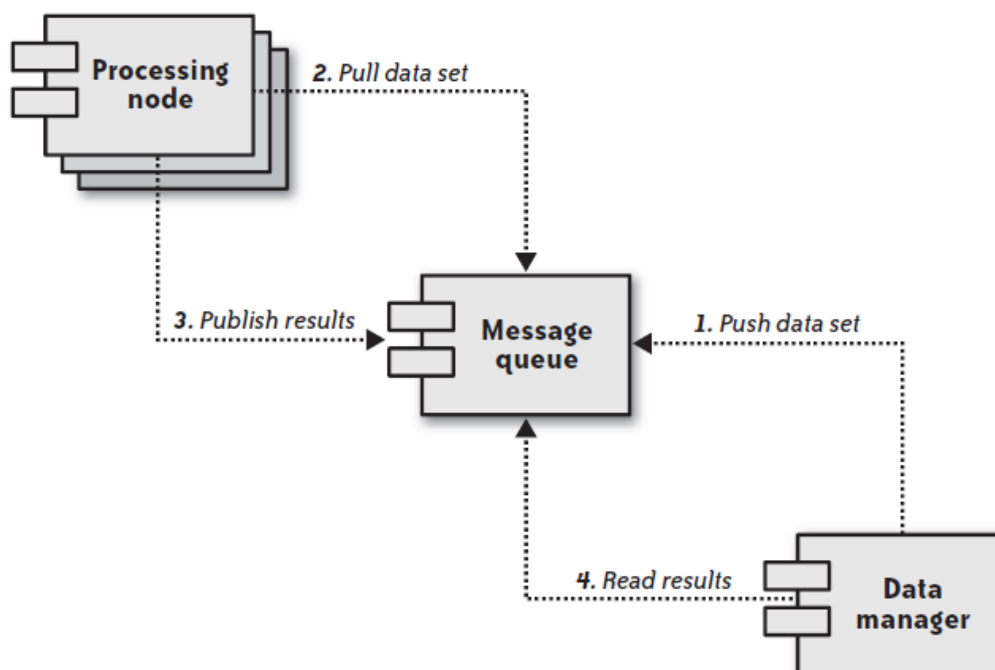 Processing
node
2. Pull data set
3. Publish results
Message
queue
1. Push data set
4. Read results
Data
manager